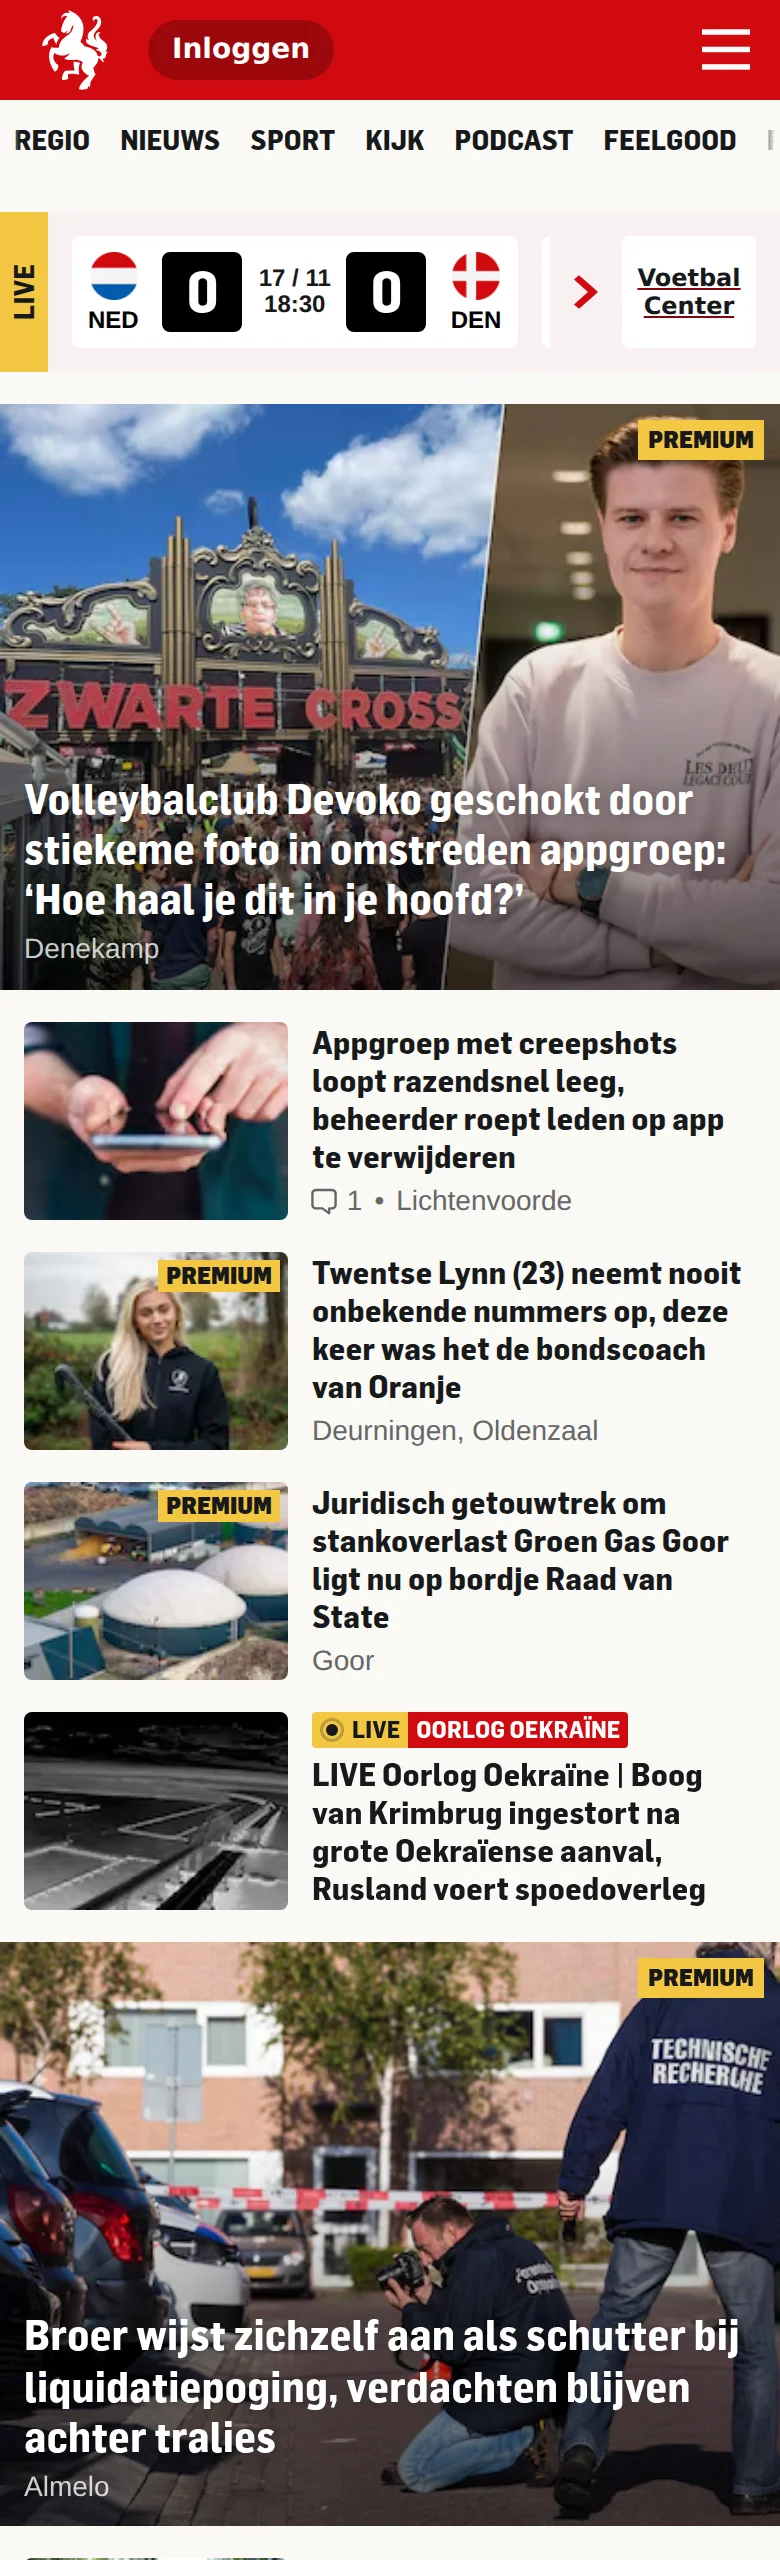 Inloggen
REGIO NIEUWS SPORT KIJK PODCAST FEELGOOD
LIVE
NED
0
17 / 11
18:30
0
DEN
Voetbal
Center
PREMIUM
ZWARTE CROSS
LES DEUX
Volleybalclub Devoko geschokt door
stiekeme foto in omstreden appgroep:
‘Hoe haal je dit in je hoofd?’
Denekamp
Appgroep met creepshots
loopt razendsnel leeg,
beheerder roept leden op app
te verwijderen
1 • Lichtenvoorde
PREMIUM
Twentse Lynn (23) neemt nooit
onbekende nummers op, deze
keer was het de bondscoach
van Oranje
Deurningen, Oldenzaal
PREMIUM
Juridisch getouwtrek om
stankoverlast Groen Gas Goor
ligt nu op bordje Raad van
State
Goor
LIVE OORLOG OEKRAÏNE
LIVE Oorlog Oekraïne | Boog
van Krimbrug ingestort na
grote Oekraïense aanval,
Rusland voert spoedoverleg
PREMIUM
TECHNISCHE
RECHERCHE
Broer wijst zichzelf aan als schutter bij
liquidatiepoging, verdachten blijven
achter tralies
Almelo